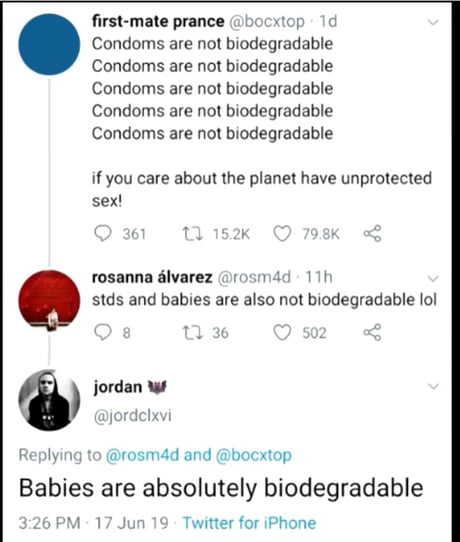 first-mate prance @bocxtop · 1d
Condoms are not biodegradable
Condoms are not biodegradable
Condoms are not biodegradable
Condoms are not biodegradable
Condoms are not biodegradable
if you care about the planet have unprotected
sex!
361 15.2K 79.8K
rosanna álvarez @rosm4d · 11h
stds and babies are also not biodegradable lol
8 36 502
jordan
@jordclxvi
Replying to @rosm4d and @bocxtop
Babies are absolutely biodegradable
3:26 PM · 17 Jun 19 · Twitter for iPhone